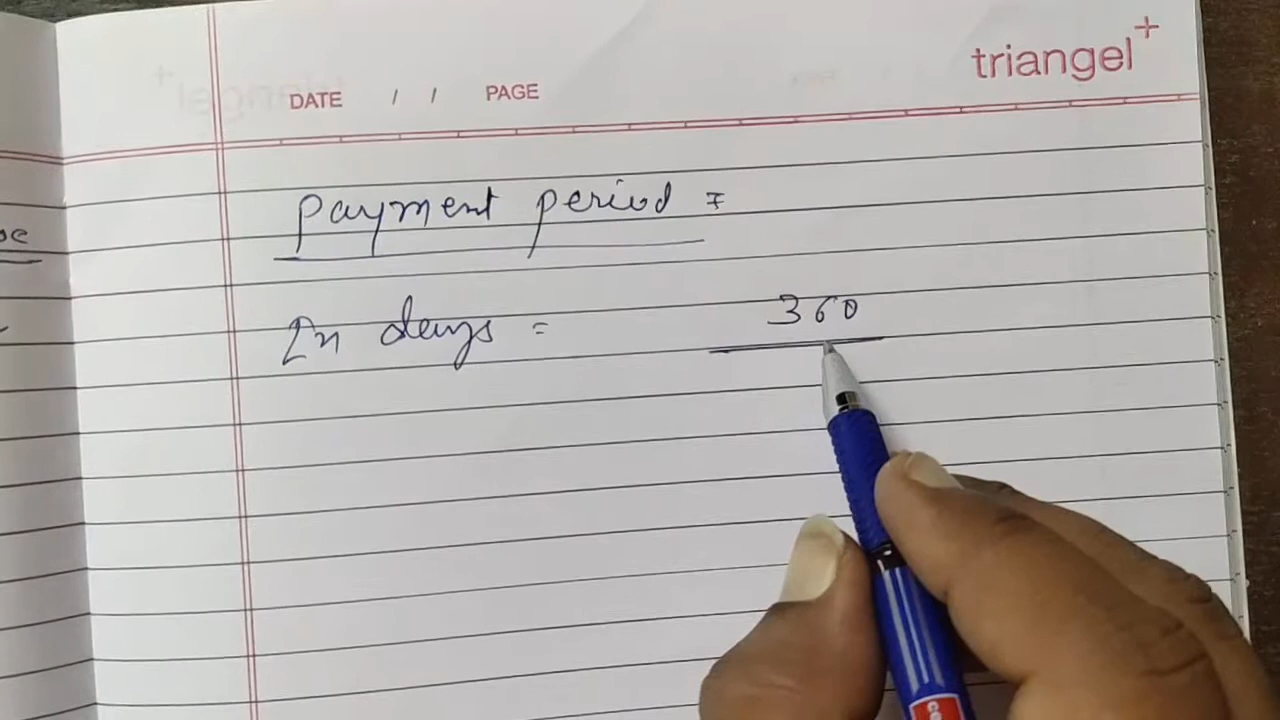 triangel+
DATE / / PAGE
Payment period =
In days =
360